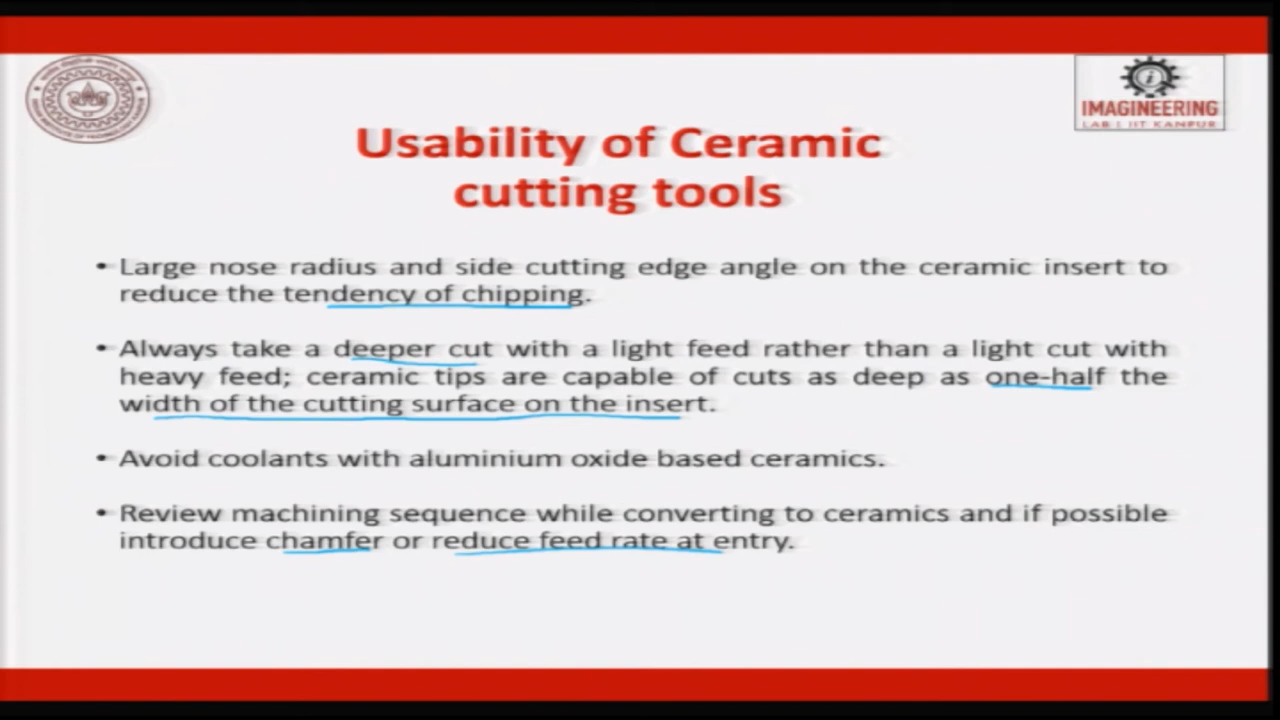 IMAGINEERING
LAB | IIT KANPUR
Usability of Ceramic
cutting tools
• Large nose radius and side cutting edge angle on the ceramic insert to
reduce the tendency of chipping.
• Always take a deeper cut with a light feed rather than a light cut with
heavy feed; ceramic tips are capable of cuts as deep as one-half the
width of the cutting surface on the insert.
• Avoid coolants with aluminium oxide based ceramics.
• Review machining sequence while converting to ceramics and if possible
introduce chamfer or reduce feed rate at entry.